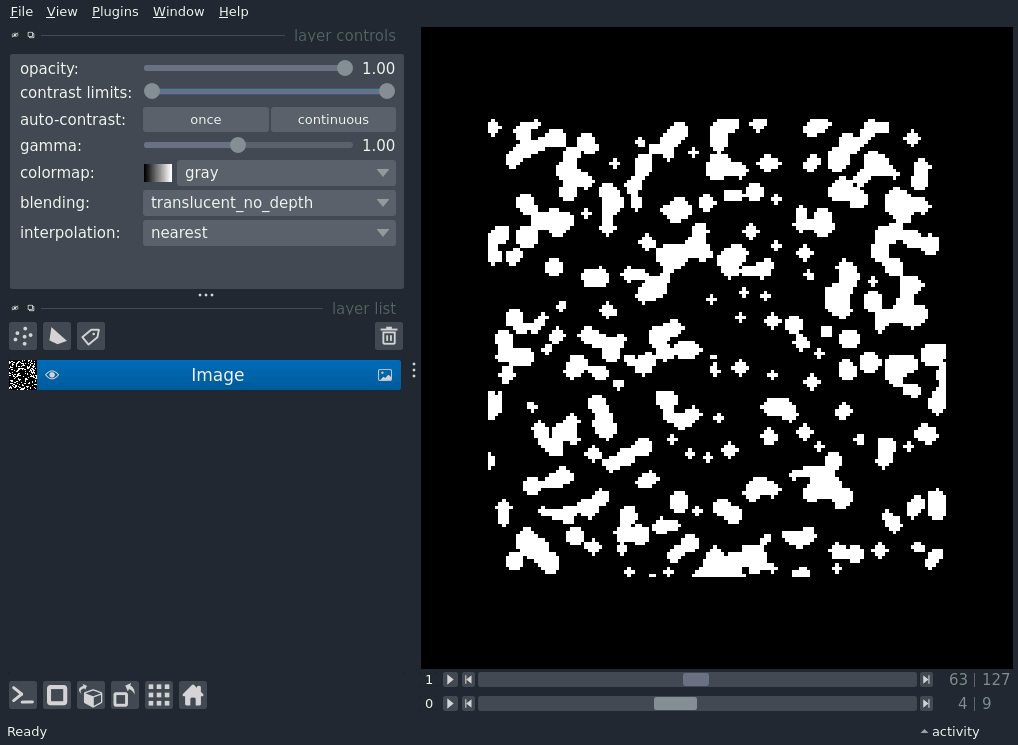 File View Plugins Window Help
layer controls
opacity: 1.00
contrast limits:
auto-contrast: once continuous
gamma: 1.00
colormap: gray
blending: translucent_no_depth
interpolation: nearest
layer list
Image
1 63 | 127
0 4 | 9
Ready activity